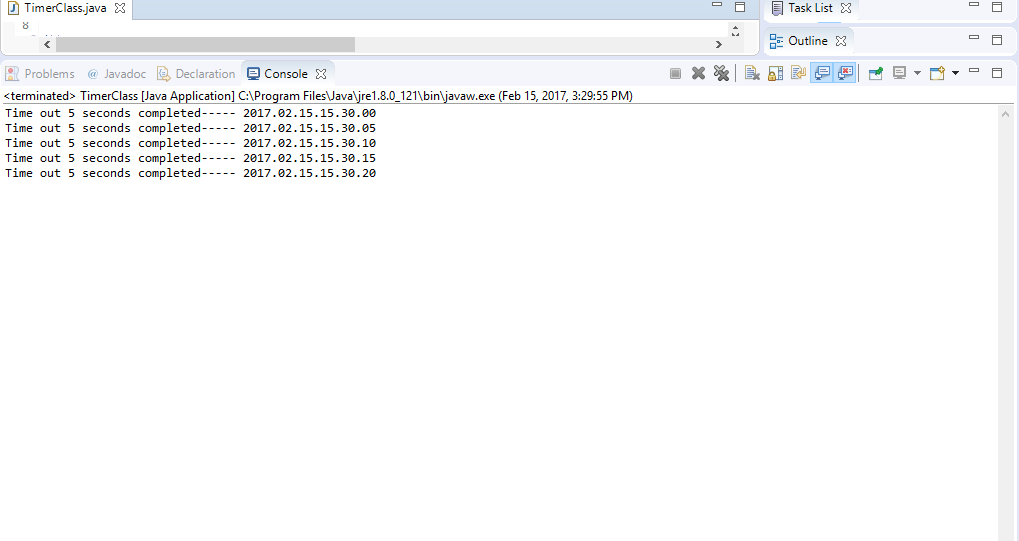 TimerClass.java
Task List
8
Outline
Problems
@ Javadoc
Declaration
Console
<terminated> TimerClass [Java Application] C:\Program Files\Java\jre1.8.0_121\bin\javaw.exe (Feb 15, 2017, 3:29:55 PM)
Time out 5 seconds completed----- 2017.02.15.15.30.00
Time out 5 seconds completed----- 2017.02.15.15.30.05
Time out 5 seconds completed----- 2017.02.15.15.30.10
Time out 5 seconds completed----- 2017.02.15.15.30.15
Time out 5 seconds completed----- 2017.02.15.15.30.20